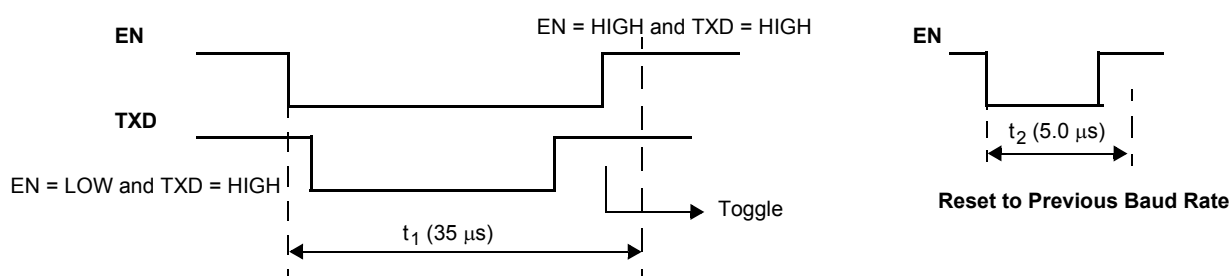 EN = HIGH and TXD = HIGH
EN
TXD
EN = LOW and TXD = HIGH
Toggle
t1 (35 μs)
EN
t2 (5.0 μs)
Reset to Previous Baud Rate